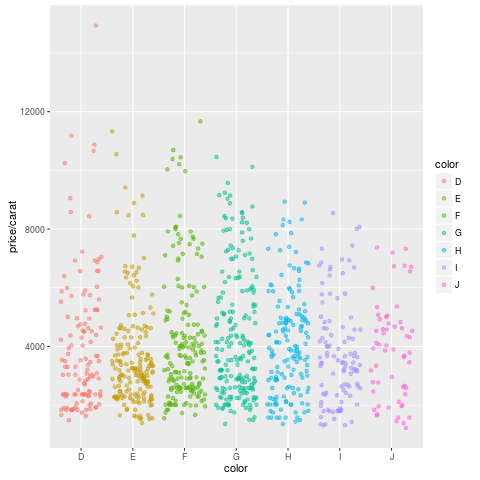 12000
8000
4000
price/carat
D E F G H I J
color
color
D
E
F
G
H
I
J